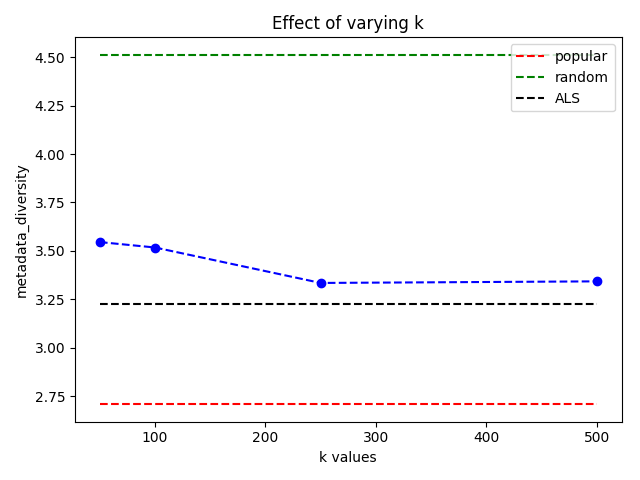 Effect of varying k
popular
random
ALS
metadata_diversity
4.50
4.25
4.00
3.75
3.50
3.25
3.00
2.75
100
200
300
400
500
k values